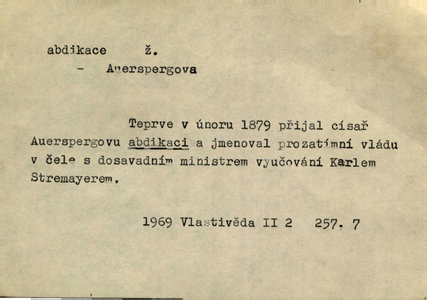 abdikace ž.
- Auerspergova
Teprve v únoru 1879 přijal císař
Auerspergovu abdikaci a jmenoval prozatímní vládu
v čele s dosavadním ministrem vyučování Karlem
Stremayerem.
1969 Vlastivěda II 2 257. 7